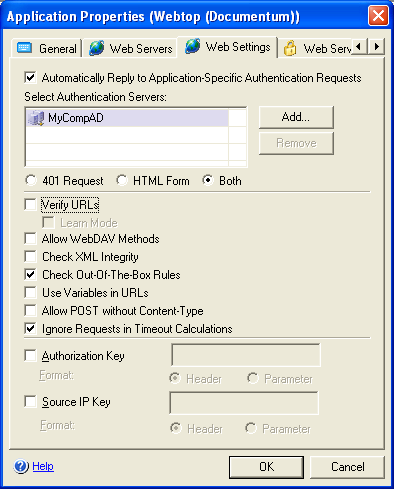 Application Properties (Webtop (Documentum))
General Web Servers Web Settings Web Serv
Automatically Reply to Application-Specific Authentication Requests
Select Authentication Servers:
MyCompAD
Add...
Remove
401 Request HTML Form Both
Verify URLs
Learn Mode
Allow WebDAV Methods
Check XML Integrity
Check Out-Of-The-Box Rules
Use Variables in URLs
Allow POST without Content-Type
Ignore Requests in Timeout Calculations
Authorization Key
Format: Header Parameter
Source IP Key
Format: Header Parameter
Help OK Cancel